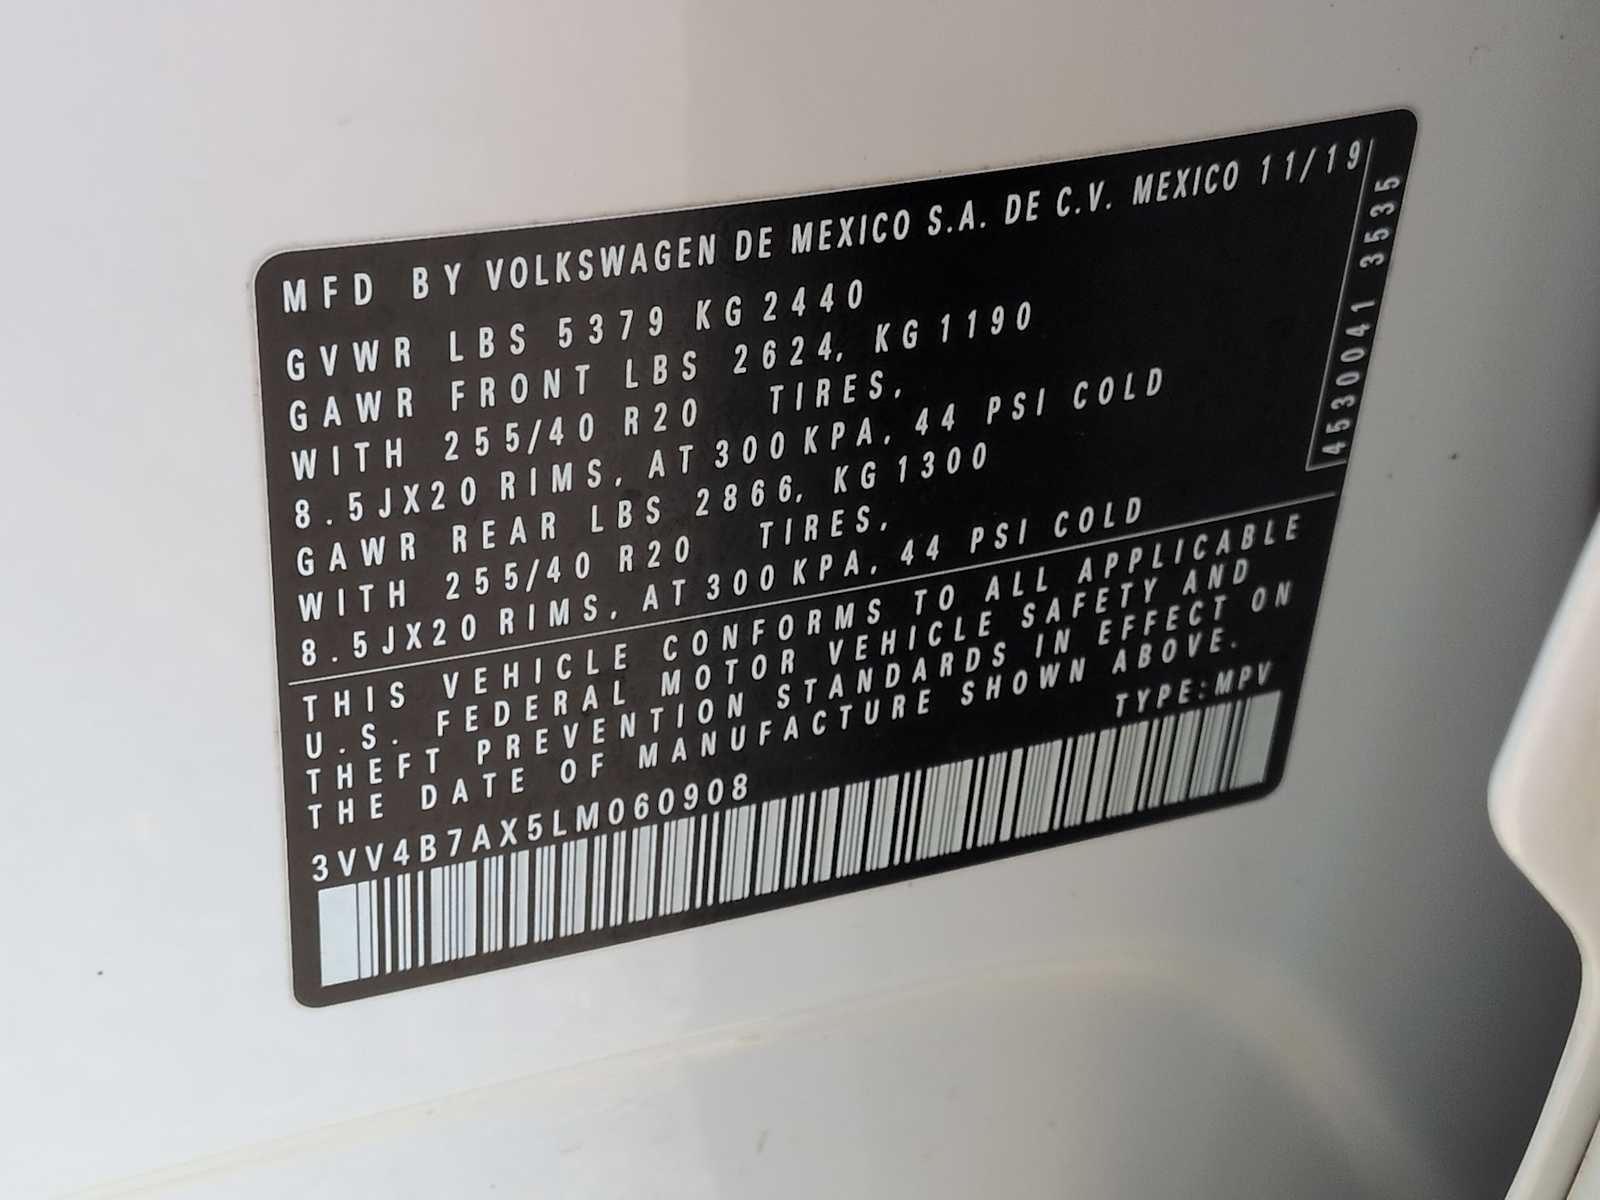 MFD BY VOLKSWAGEN DE MEXICO S.A. DE C.V. MEXICO 11/19
GVWR LBS 5379 KG 2440
GAWR FRONT LBS 2624, KG 1190
WITH 255/40 R20 TIRES,
8.5JX20 RIMS, AT 300 KPA, 44 PSI COLD
GAWR REAR LBS 2866, KG 1300
WITH 255/40 R20 TIRES,
8.5JX20 RIMS, AT 300 KPA, 44 PSI COLD
4530041 3535
THIS VEHICLE CONFORMS TO ALL APPLICABLE
U.S. FEDERAL MOTOR VEHICLE SAFETY AND
THEFT PREVENTION STANDARDS IN EFFECT ON
THE DATE OF MANUFACTURE SHOWN ABOVE.
TYPE:MPV
3VV4B7AX5LM060908